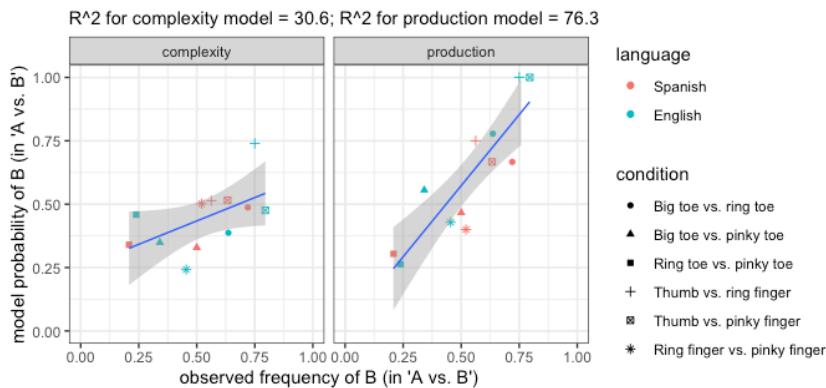 R^2 for complexity model = 30.6; R^2 for production model = 76.3
complexity
production
model probability of B (in 'A vs. B')
1.00
0.75
0.50
0.25
0.00
0.00 0.25 0.50 0.75 1.00
0.00 0.25 0.50 0.75 1.00
observed frequency of B (in 'A vs. B')
language
Spanish
English
condition
Big toe vs. ring toe
Big toe vs. pinky toe
Ring toe vs. pinky toe
Thumb vs. ring finger
Thumb vs. pinky finger
Ring finger vs. pinky finger